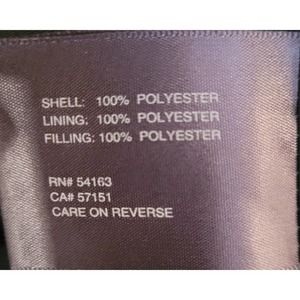 SHELL: 100% POLYESTER
LINING: 100% POLYESTER
FILLING: 100% POLYESTER
RN# 54163
CA# 57151
CARE ON REVERSE